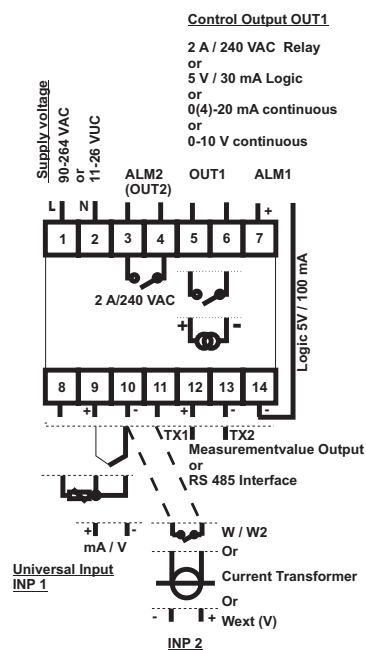 Control Output OUT1
2 A / 240 VAC Relay
or
5 V / 30 mA Logic
or
0(4)-20 mA continuous
or
0-10 V continuous
Supply voltage
90-264 VAC
or
11-26 VUC
ALM2
(OUT2)
OUT1
ALM1
L
N
+
1 2 3 4 5 6 7
2 A/240 VAC
+ -
Logic 5V / 100 mA
8 9 10 11 12 13 14
+ - + - -
TX1 TX2
Measurementvalue Output
or
RS 485 Interface
+ -
mA / V
Universal Input
INP 1
W / W2
Or
Current Transformer
Or
- + Wext (V)
INP 2